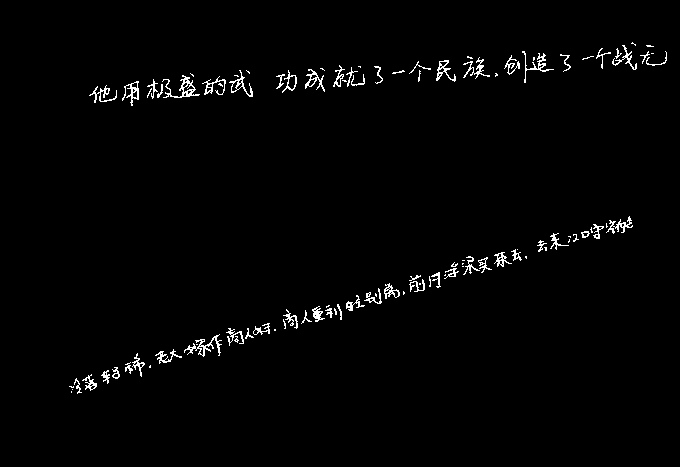 他用极盛的武 功成就了一个民族,创造了一个战无
冷落车马稀,老大嫁作商人妇,商人重利轻别离,前月浮梁买茶去,去来江口守空船